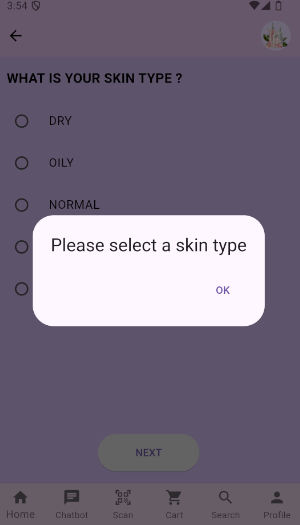 3:54
WHAT IS YOUR SKIN TYPE ?
DRY
OILY
NORMAL
Please select a skin type
OK
NEXT
Home Chatbot Scan Cart Search Profile